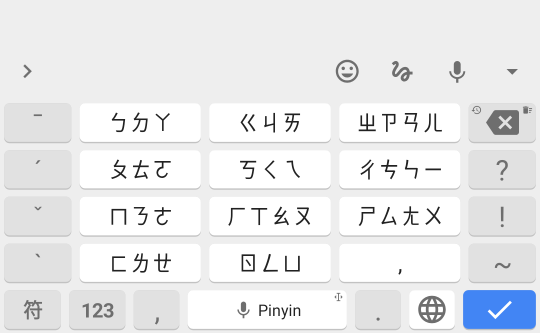 ˉ ㄅㄉㄚ ㄍㄐㄞ ㄓㄗㄢㄦ
ˊ ㄆㄊㄛ ㄎㄑㄟ ㄔㄘㄣㄧ ?
ˇ ㄇㄋㄜ ㄏㄒㄠㄡ ㄕㄙㄤㄨ !
ˋ ㄈㄌㄝ ㄖㄥㄩ , ~
符 123 , Pinyin .